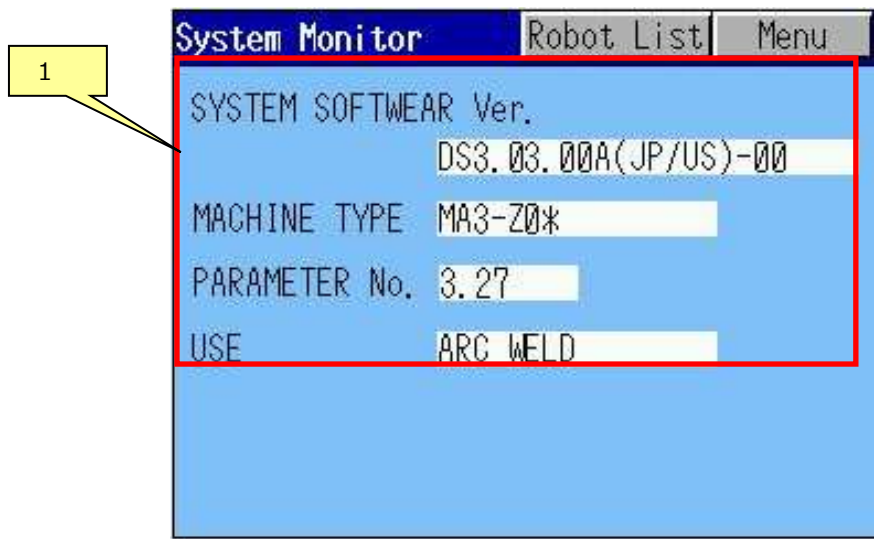 System Monitor Robot List Menu
1
SYSTEM SOFTWEAR Ver.
DS3.03.00A(JP/US)-00
MACHINE TYPE MA3-Z0*
PARAMETER No. 3.27
USE ARC WELD